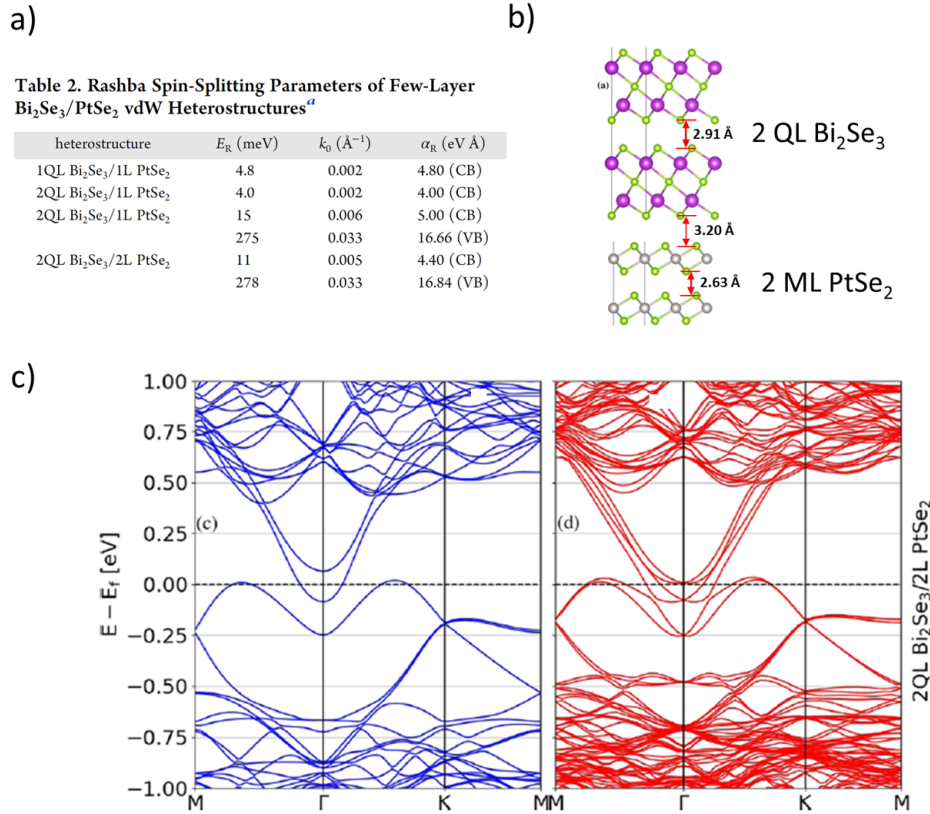 a)
Table 2. Rashba Spin-Splitting Parameters of Few-Layer
Bi₂Se₃/PtSe₂ vdW Heterostructuresᵃ
heterostructure E_R (meV) k₀ (Å⁻¹) α_R (eV Å)
1QL Bi₂Se₃/1L PtSe₂ 4.8 0.002 4.80 (CB)
2QL Bi₂Se₃/1L PtSe₂ 4.0 0.002 4.00 (CB)
2QL Bi₂Se₃/1L PtSe₂ 15 0.006 5.00 (CB)
275 0.033 16.66 (VB)
2QL Bi₂Se₃/2L PtSe₂ 11 0.005 4.40 (CB)
278 0.033 16.84 (VB)
b)
(a)
2.91 Å
2 QL Bi₂Se₃
3.20 Å
2.63 Å
2 ML PtSe₂
c)
E − E_f [eV]
1.00
0.75
0.50
0.25
0.00
−0.25
−0.50
−0.75
−1.00
(c)
M Γ K M
(d)
M Γ K M
2QL Bi₂Se₃/2L PtSe₂